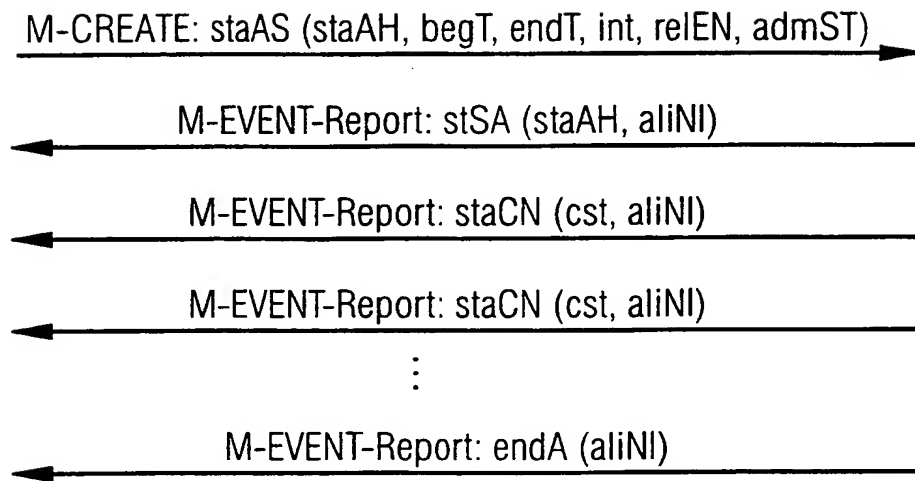 M-CREATE: staAS (staAH, begT, endT, int, relEN, admST)
M-EVENT-Report: stSA (staAH, aliNI)
M-EVENT-Report: staCN (cst, aliNI)
M-EVENT-Report: staCN (cst, aliNI)
⋮
M-EVENT-Report: endA (aliNI)